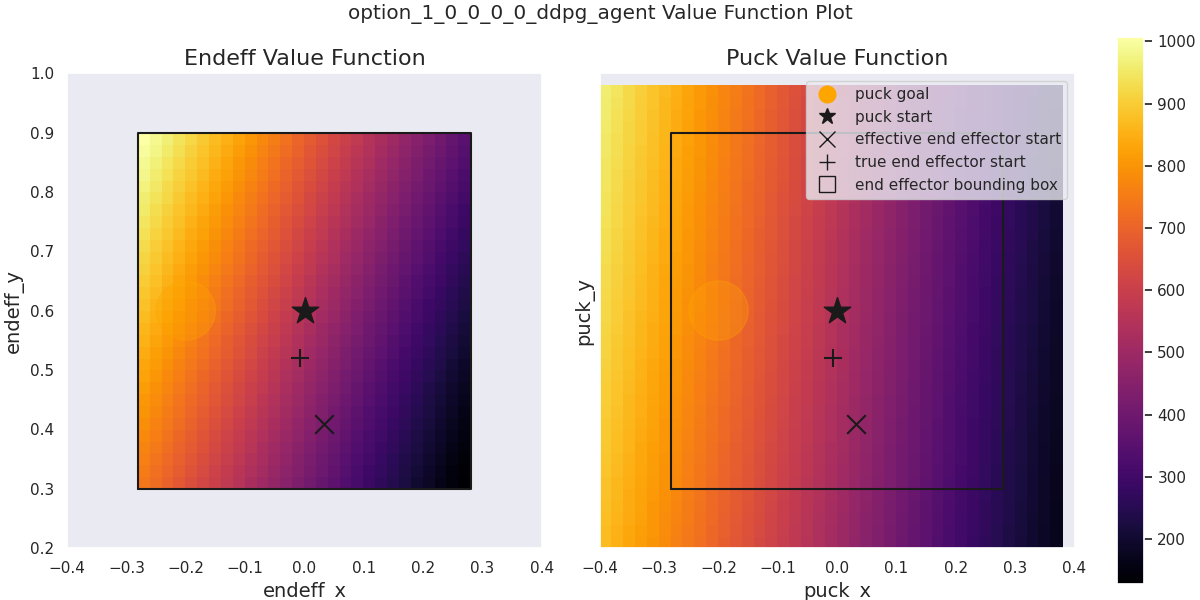 option_1_0_0_0_0_ddpg_agent Value Function Plot
Endeff Value Function
Puck Value Function
1.0
0.9
0.8
0.7
0.6
0.5
0.4
0.3
0.2
endeff_y
−0.4 −0.3 −0.2 −0.1 0.0 0.1 0.2 0.3 0.4
endeff_x
puck_y
puck goal
puck start
effective end effector start
true end effector start
end effector bounding box
−0.4 −0.3 −0.2 −0.1 0.0 0.1 0.2 0.3 0.4
puck_x
1000
900
800
700
600
500
400
300
200